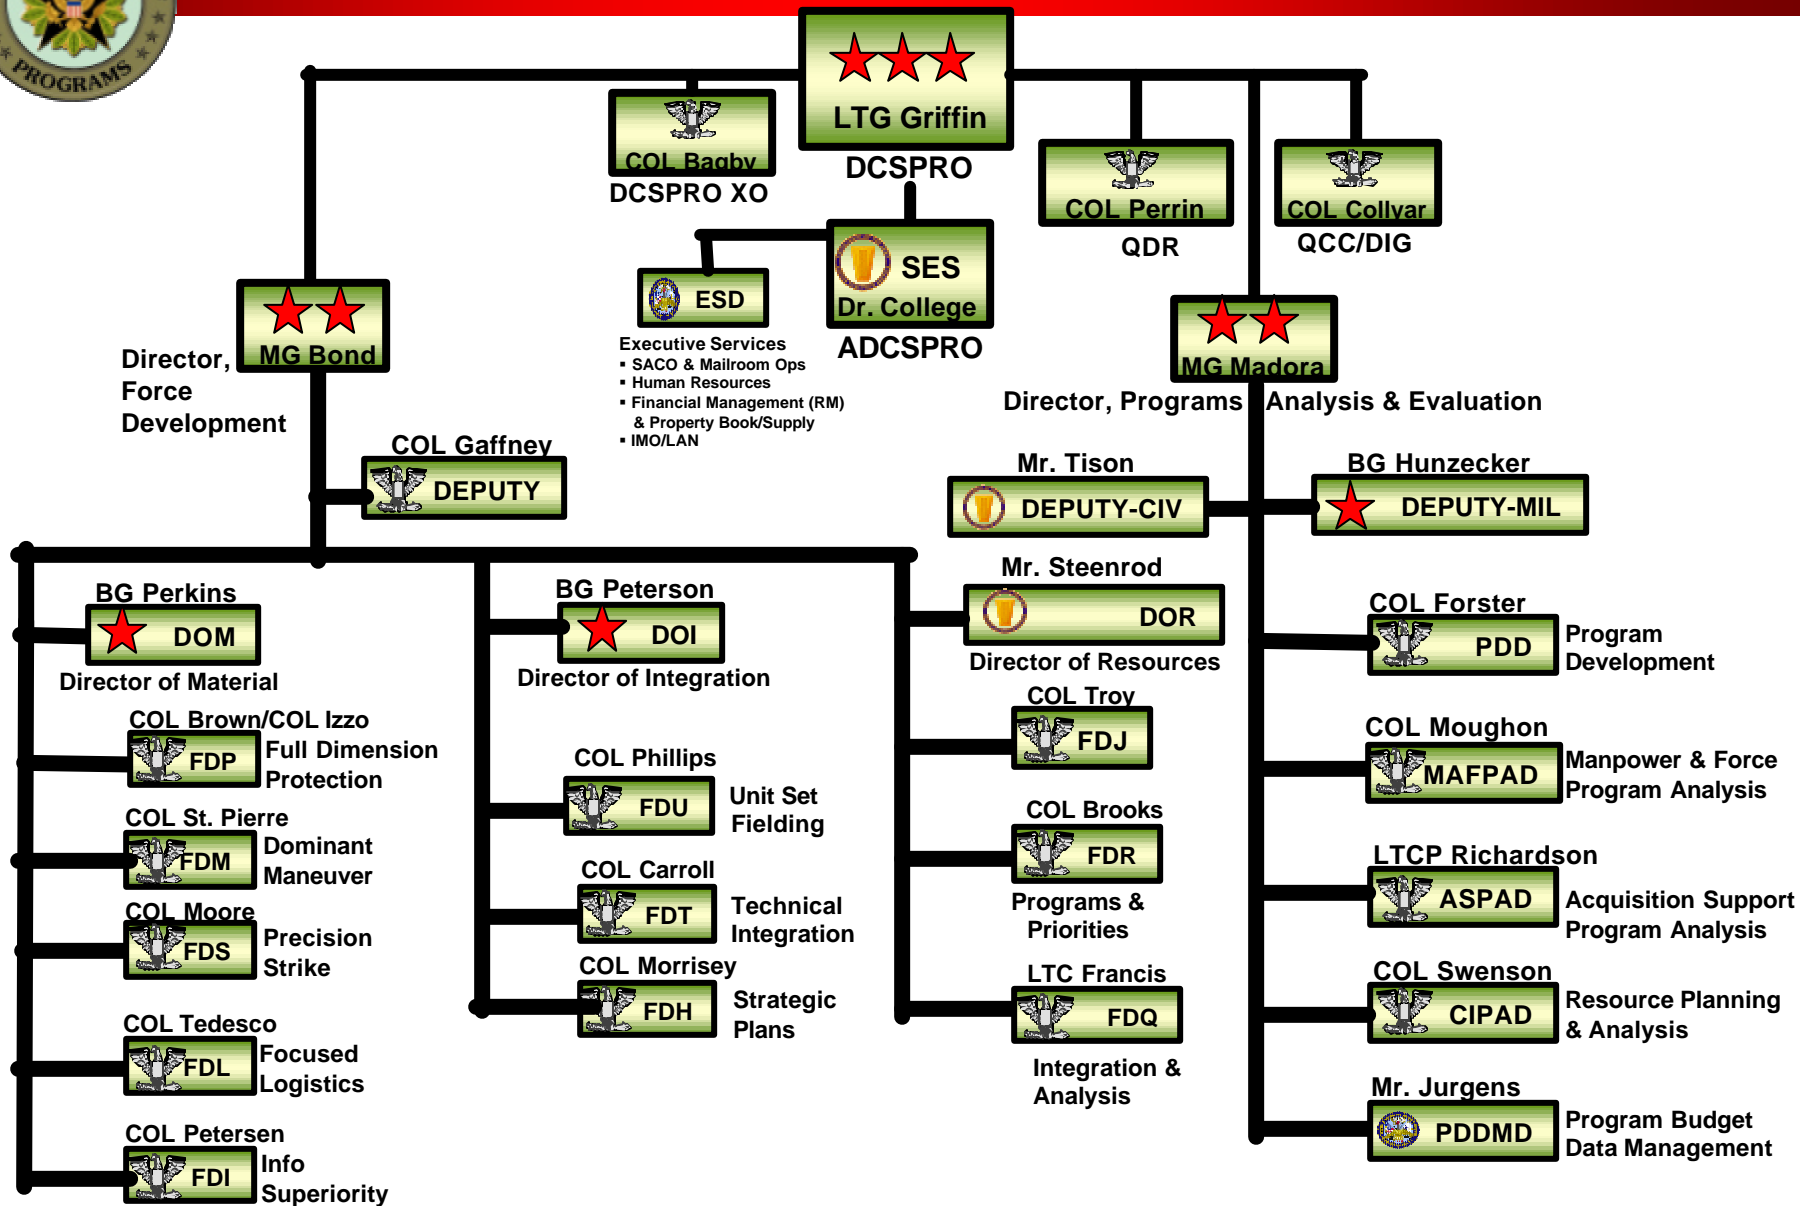 PROGRAMS
LTG Griffin
DCSPRO
COL Bagby
DCSPRO XO
COL Perrin
QDR
COL Collyar
QCC/DIG
SES
Dr. College
ADCSPRO
ESD
Executive Services
▪ SACO & Mailroom Ops
▪ Human Resources
▪ Financial Management (RM)
& Property Book/Supply
▪ IMO/LAN
MG Bond
Director,
Force
Development
COL Gaffney
DEPUTY
MG Madora
Director, Programs Analysis & Evaluation
Mr. Tison
DEPUTY-CIV
BG Hunzecker
DEPUTY-MIL
BG Perkins
DOM
Director of Material
COL Brown/COL Izzo
FDP
Full Dimension
Protection
COL St. Pierre
FDM
Dominant
Maneuver
COL Moore
FDS
Precision
Strike
COL Tedesco
FDL
Focused
Logistics
COL Petersen
FDI
Info
Superiority
BG Peterson
DOI
Director of Integration
COL Phillips
FDU
Unit Set
Fielding
COL Carroll
FDT
Technical
Integration
COL Morrisey
FDH
Strategic
Plans
Mr. Steenrod
DOR
Director of Resources
COL Troy
FDJ
COL Brooks
FDR
Programs &
Priorities
LTC Francis
FDQ
Integration &
Analysis
COL Forster
PDD
Program
Development
COL Moughon
MAFPAD
Manpower & Force
Program Analysis
LTCP Richardson
ASPAD
Acquisition Support
Program Analysis
COL Swenson
CIPAD
Resource Planning
& Analysis
Mr. Jurgens
PDDMD
Program Budget
Data Management